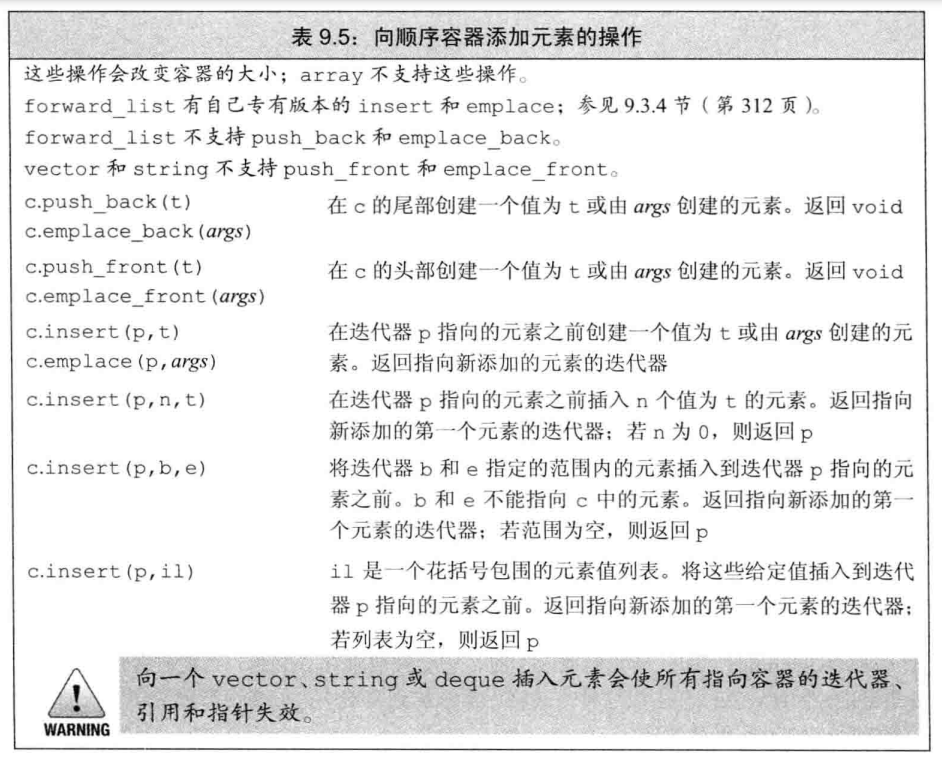 表 9.5：向顺序容器添加元素的操作
这些操作会改变容器的大小；array 不支持这些操作。
forward_list 有自己专有版本的 insert 和 emplace；参见 9.3.4 节（第 312 页）。
forward_list 不支持 push_back 和 emplace_back。
vector 和 string 不支持 push_front 和 emplace_front。
c.push_back(t) 在 c 的尾部创建一个值为 t 或由 args 创建的元素。返回 void
c.emplace_back(args)
c.push_front(t) 在 c 的头部创建一个值为 t 或由 args 创建的元素。返回 void
c.emplace_front(args)
c.insert(p,t) 在迭代器 p 指向的元素之前创建一个值为 t 或由 args 创建的元
c.emplace(p,args) 素。返回指向新添加的元素的迭代器
c.insert(p,n,t) 在迭代器 p 指向的元素之前插入 n 个值为 t 的元素。返回指向
新添加的第一个元素的迭代器；若 n 为 0，则返回 p
c.insert(p,b,e) 将迭代器 b 和 e 指定的范围内的元素插入到迭代器 p 指向的元
素之前。b 和 e 不能指向 c 中的元素。返回指向新添加的第一
个元素的迭代器；若范围为空，则返回 p
c.insert(p,il) il 是一个花括号包围的元素值列表。将这些给定值插入到迭代
器 p 指向的元素之前。返回指向新添加的第一个元素的迭代器；
若列表为空，则返回 p
向一个 vector、string 或 deque 插入元素会使所有指向容器的迭代器、
引用和指针失效。
WARNING